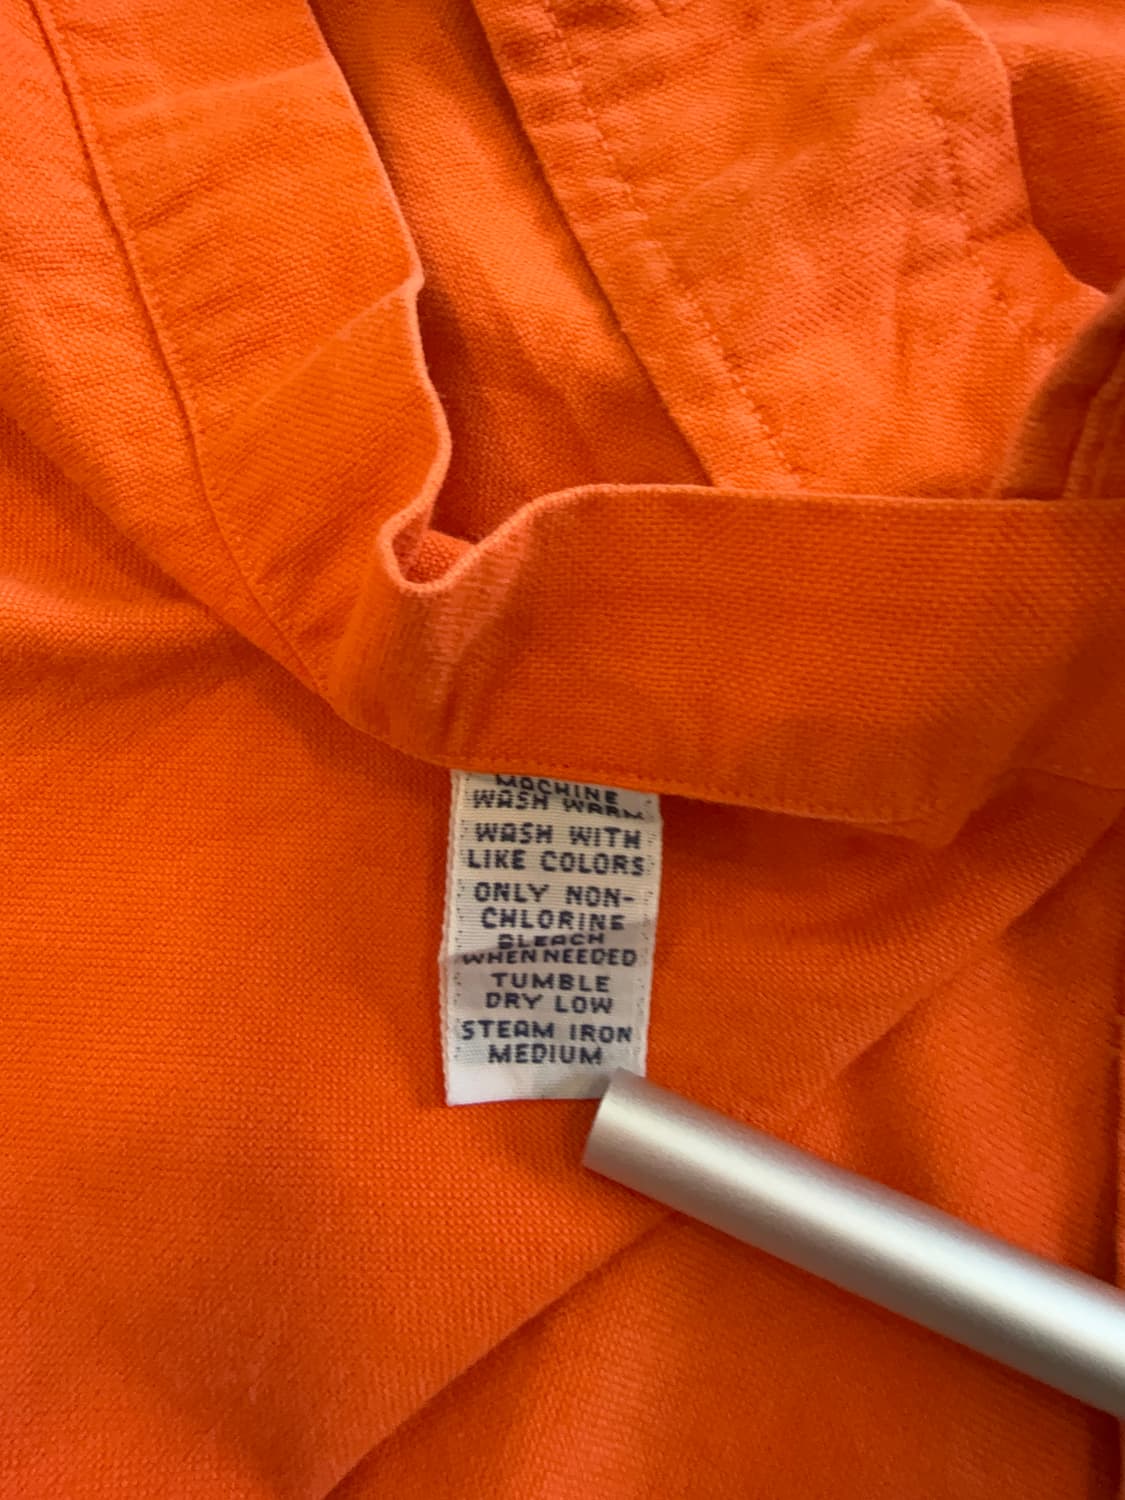 MACHINE
WASH WARM
WASH WITH
LIKE COLORS
ONLY NON-
CHLORINE
BLEACH
WHEN NEEDED
TUMBLE
DRY LOW
STEAM IRON
MEDIUM